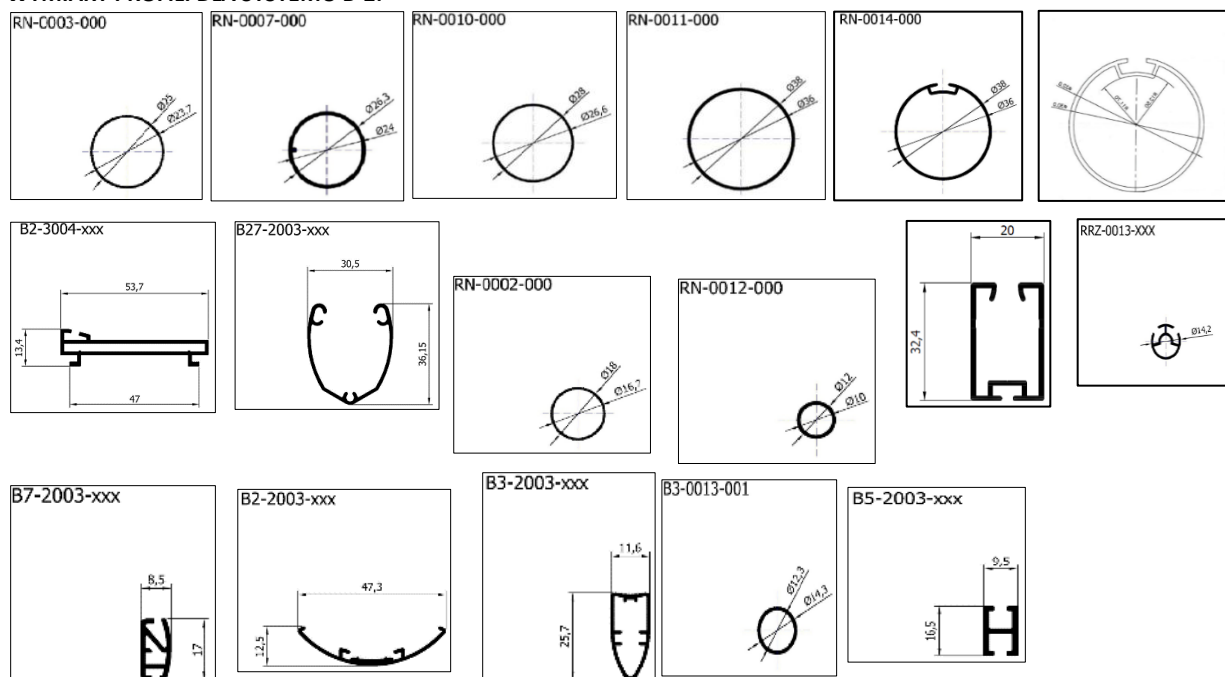 RN-0003-000
Ø25
Ø23,7
RN-0007-000
Ø26,3
Ø24
RN-0010-000
Ø28
Ø26,6
RN-0011-000
Ø38
Ø36
RN-0014-000
Ø38
Ø36
B2-3004-xxx
53,7
13,4
47
B27-2003-xxx
30,5
36,15
RN-0002-000
Ø18
Ø16,7
RN-0012-000
Ø12
Ø10
20
32,4
RRZ-0013-XXX
Ø14,2
B7-2003-xxx
8,5
17
B2-2003-xxx
47,3
12,5
B3-2003-xxx
11,6
25,7
B3-0013-001
Ø12,3
Ø14,3
B5-2003-xxx
9,5
16,5